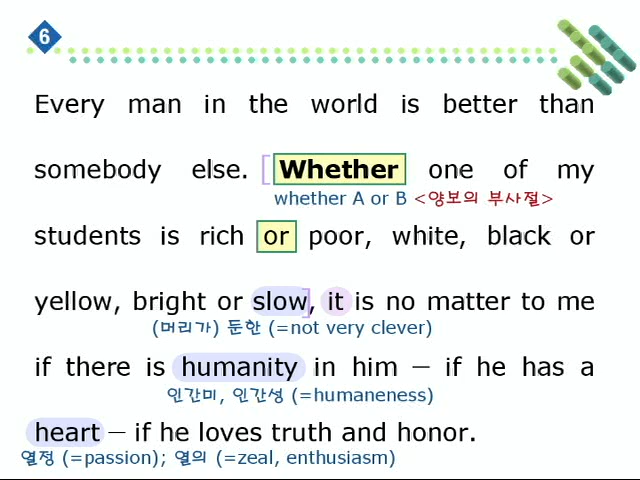 6
Every man in the world is better than
somebody else. [Whether one of my
whether A or B <양보의 부사절>
students is rich or poor, white, black or
yellow, bright or slow], it is no matter to me
(머리가) 둔한 (=not very clever)
if there is humanity in him – if he has a
인간미, 인간성 (=humaneness)
heart – if he loves truth and honor.
열정 (=passion); 열의 (=zeal, enthusiasm)